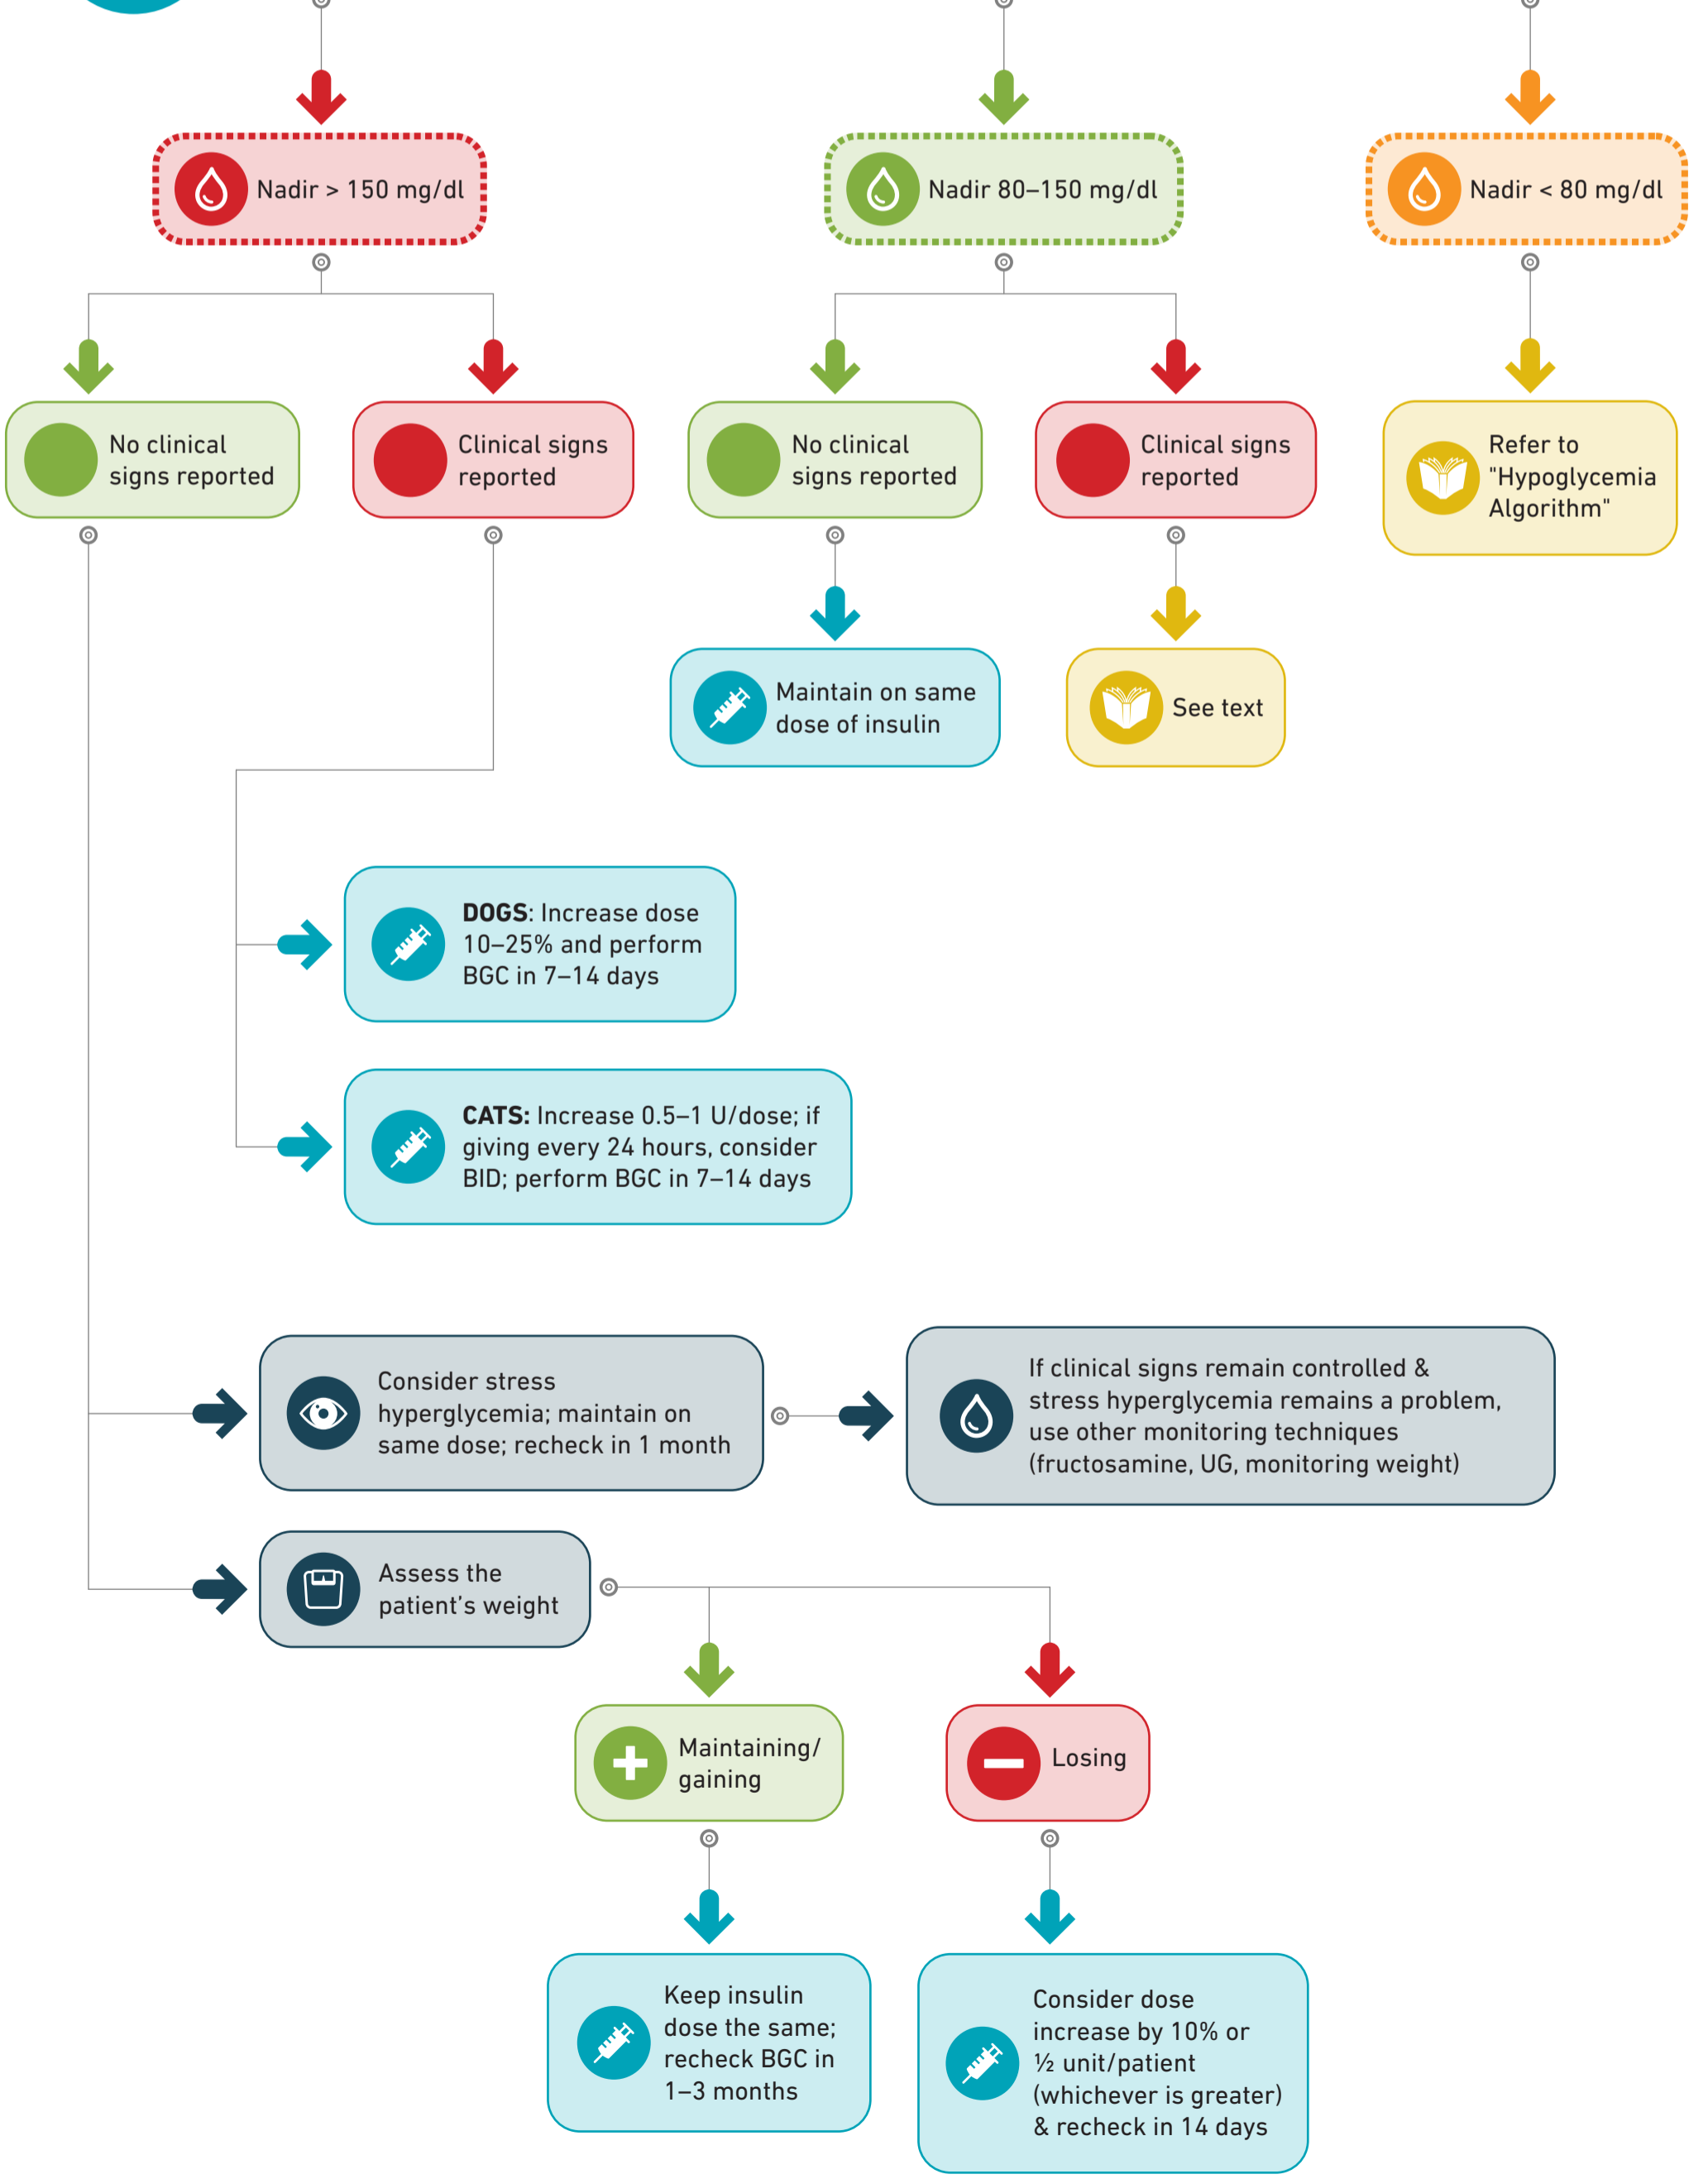 Nadir > 150 mg/dl
Nadir 80–150 mg/dl
Nadir < 80 mg/dl
No clinical
signs reported
Clinical signs
reported
No clinical
signs reported
Clinical signs
reported
Refer to
"Hypoglycemia
Algorithm"
Maintain on same
dose of insulin
See text
DOGS: Increase dose
10–25% and perform
BGC in 7–14 days
CATS: Increase 0.5–1 U/dose; if
giving every 24 hours, consider
BID; perform BGC in 7–14 days
Consider stress
hyperglycemia; maintain on
same dose; recheck in 1 month
If clinical signs remain controlled &
stress hyperglycemia remains a problem,
use other monitoring techniques
(fructosamine, UG, monitoring weight)
Assess the
patient’s weight
Maintaining/
gaining
Losing
Keep insulin
dose the same;
recheck BGC in
1–3 months
Consider dose
increase by 10% or
½ unit/patient
(whichever is greater)
& recheck in 14 days